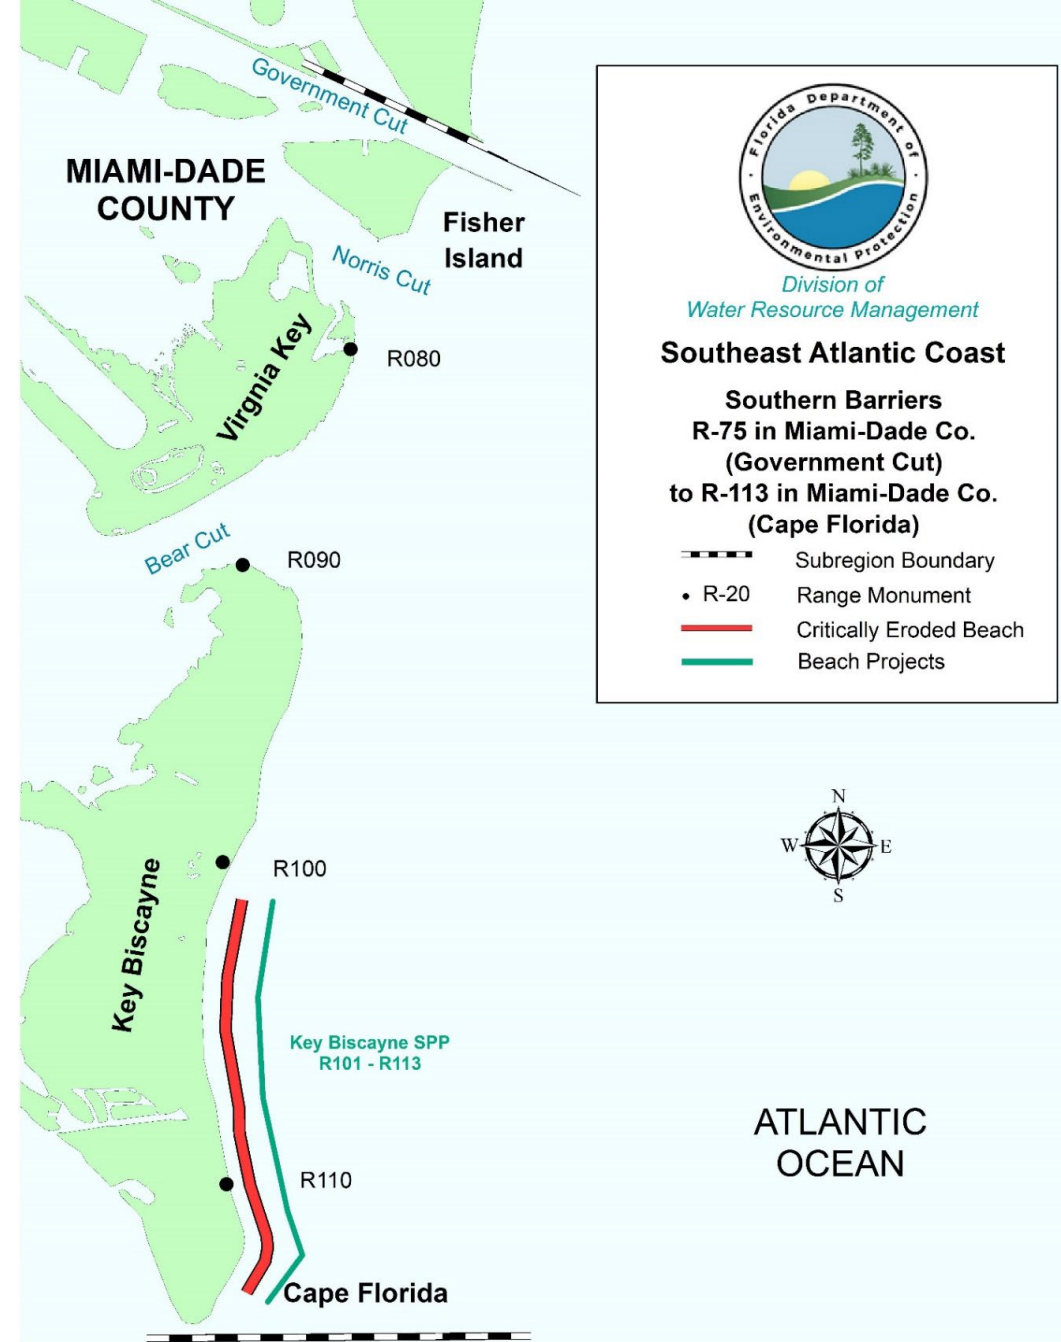 Government Cut
MIAMI-DADE
COUNTY
Fisher
Island
Norris Cut
R080
Virgnia Key
Bear Cut
R090
R100
Key Biscayne
Key Biscayne SPP
R101 - R113
R110
Cape Florida
Florida Department of
Environmental Protection
Division of
Water Resource Management
Southeast Atlantic Coast
Southern Barriers
R-75 in Miami-Dade Co.
(Government Cut)
to R-113 in Miami-Dade Co.
(Cape Florida)
Subregion Boundary
R-20 Range Monument
Critically Eroded Beach
Beach Projects
N
W E
S
ATLANTIC
OCEAN